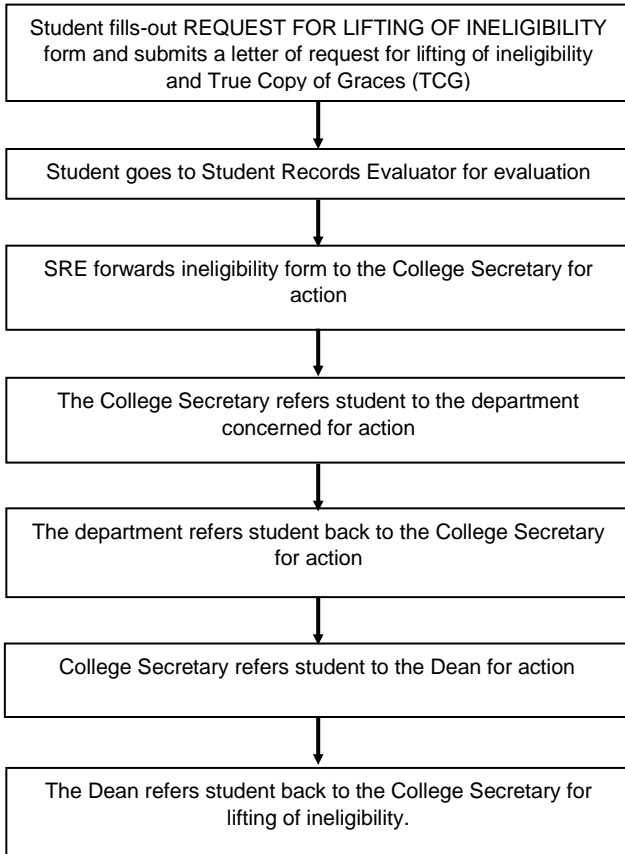 Student fills-out REQUEST FOR LIFTING OF INELIGIBILITY
form and submits a letter of request for lifting of ineligibility
and True Copy of Graces (TCG)
Student goes to Student Records Evaluator for evaluation
SRE forwards ineligibility form to the College Secretary for
action
The College Secretary refers student to the department
concerned for action
The department refers student back to the College Secretary
for action
College Secretary refers student to the Dean for action
The Dean refers student back to the College Secretary for
lifting of ineligibility.